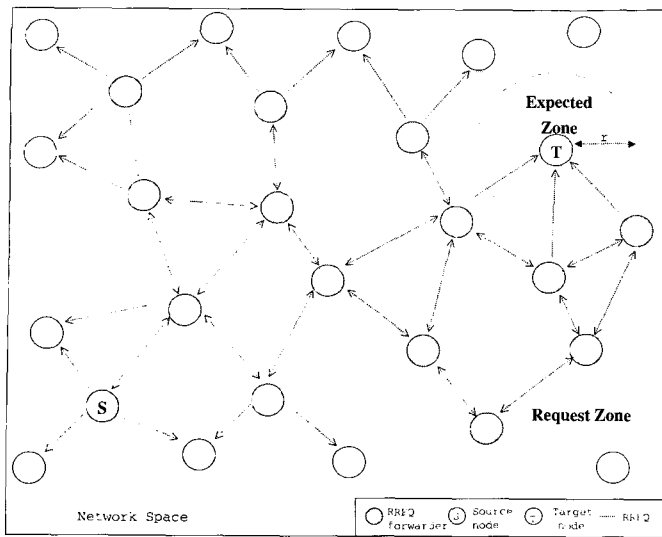 Expected
Zone
r
T
S
Request Zone
Network Space
RREQ
forwarder
S
Source
node
T
Target
node
RREQ